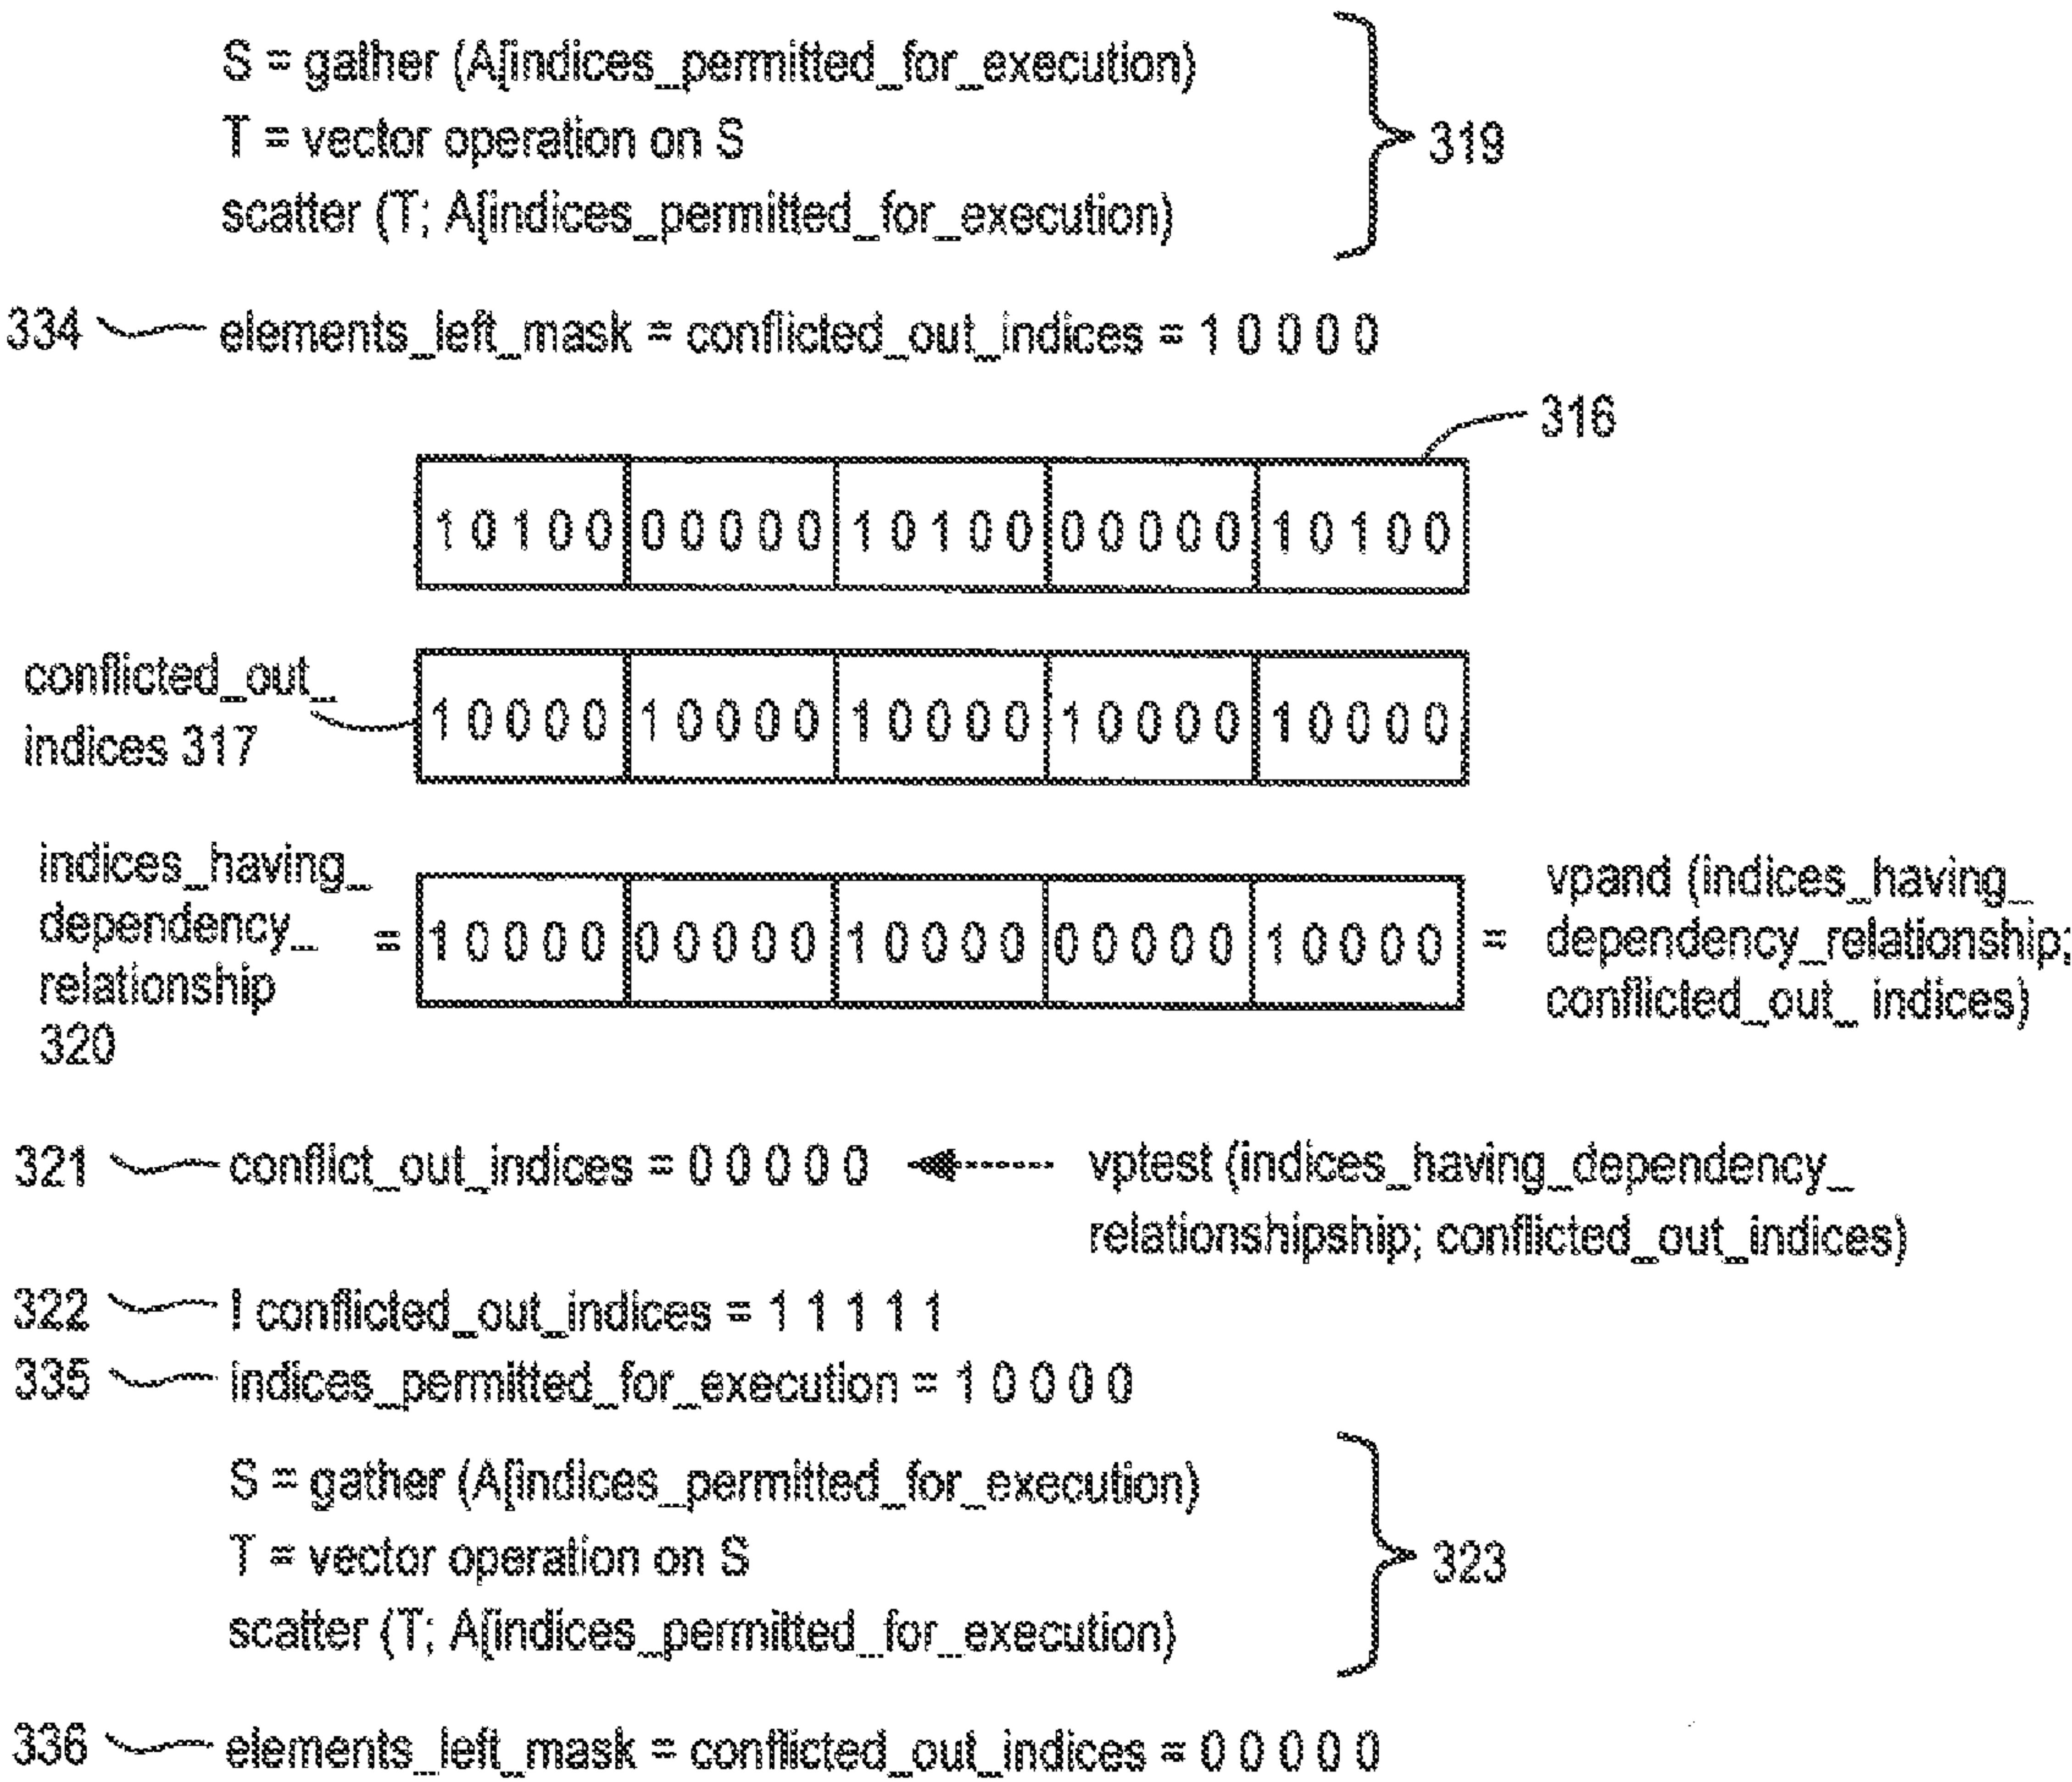 S = gather (A[indices_permitted_for_execution)
T = vector operation on S
scatter (T; A[indices_permitted_for_execution)
319
334 elements_left_mask = conflicted_out_indices = 1 0 0 0 0
316
1 0 1 0 0 0 0 0 0 0 1 0 1 0 0 0 0 0 0 0 1 0 1 0 0
conflicted_out_
indices 317
1 0 0 0 0 1 0 0 0 0 1 0 0 0 0 1 0 0 0 0 1 0 0 0 0
indices_having_
dependency_
relationship
320
= 1 0 0 0 0 0 0 0 0 0 1 0 0 0 0 0 0 0 0 0 1 0 0 0 0 =
vpand (indices_having_
dependency_relationship;
conflicted_out_ indices)
321 conflict_out_indices = 0 0 0 0 0 vptest (indices_having_dependency_
relationshipship; conflicted_out_indices)
322 ! conflicted_out_indices = 1 1 1 1 1
335 indices_permitted_for_execution = 1 0 0 0 0
S = gather (A[indices_permitted_for_execution)
T = vector operation on S
scatter (T; A[indices_permitted_for_execution)
323
336 elements_left_mask = conflicted_out_indices = 0 0 0 0 0